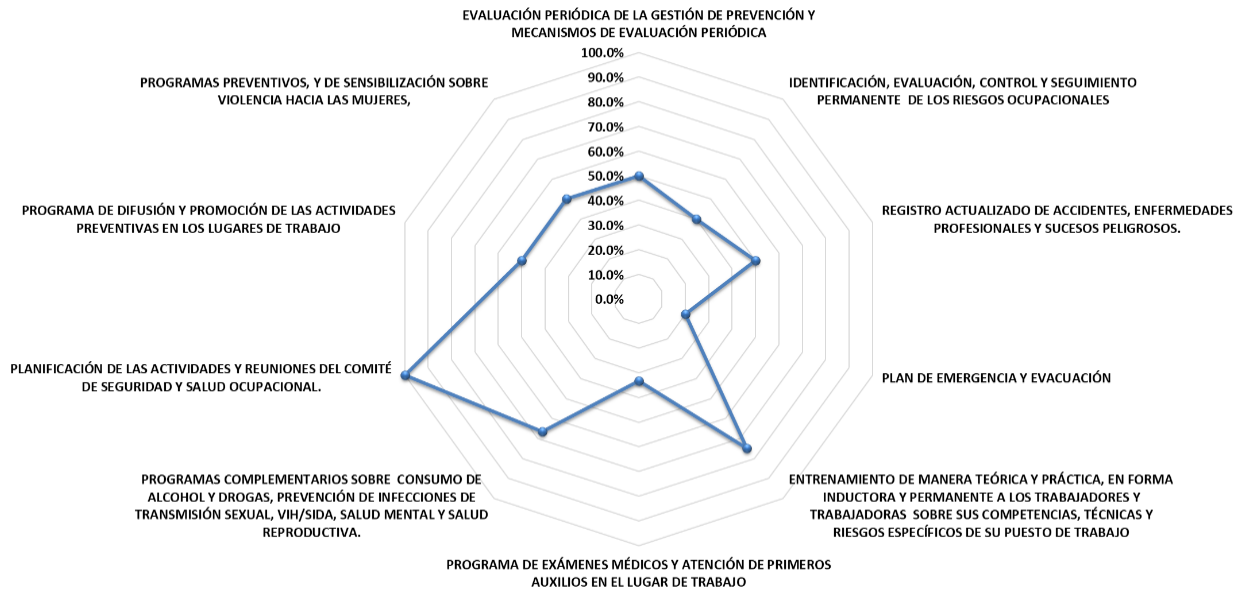 EVALUACIÓN PERIÓDICA DE LA GESTIÓN DE PREVENCIÓN Y
MECANISMOS DE EVALUACIÓN PERIÓDICA
100.0%
90.0%
80.0%
70.0%
60.0%
50.0%
40.0%
30.0%
20.0%
10.0%
0.0%
IDENTIFICACIÓN, EVALUACIÓN, CONTROL Y SEGUIMIENTO
PERMANENTE DE LOS RIESGOS OCUPACIONALES
REGISTRO ACTUALIZADO DE ACCIDENTES, ENFERMEDADES
PROFESIONALES Y SUCESOS PELIGROSOS.
PLAN DE EMERGENCIA Y EVACUACIÓN
ENTRENAMIENTO DE MANERA TEÓRICA Y PRÁCTICA, EN FORMA
INDUCTORA Y PERMANENTE A LOS TRABAJADORES Y
TRABAJADORAS SOBRE SUS COMPETENCIAS, TÉCNICAS Y
RIESGOS ESPECÍFICOS DE SU PUESTO DE TRABAJO
PROGRAMA DE EXÁMENES MÉDICOS Y ATENCIÓN DE PRIMEROS
AUXILIOS EN EL LUGAR DE TRABAJO
PROGRAMAS COMPLEMENTARIOS SOBRE CONSUMO DE
ALCOHOL Y DROGAS, PREVENCIÓN DE INFECCIONES DE
TRANSMISIÓN SEXUAL, VIH/SIDA, SALUD MENTAL Y SALUD
REPRODUCTIVA.
PLANIFICACIÓN DE LAS ACTIVIDADES Y REUNIONES DEL COMITÉ
DE SEGURIDAD Y SALUD OCUPACIONAL.
PROGRAMA DE DIFUSIÓN Y PROMOCIÓN DE LAS ACTIVIDADES
PREVENTIVAS EN LOS LUGARES DE TRABAJO
PROGRAMAS PREVENTIVOS, Y DE SENSIBILIZACIÓN SOBRE
VIOLENCIA HACIA LAS MUJERES,